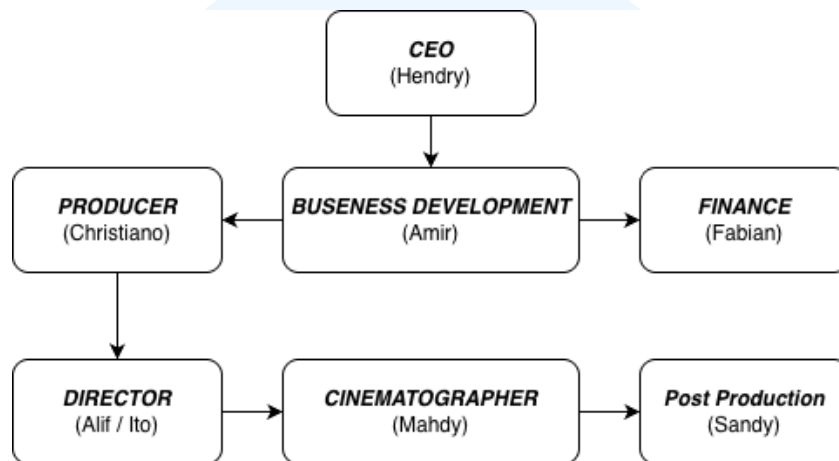 CEO
(Hendry)
PRODUCER
(Christiano)
BUSENESS DEVELOPMENT
(Amir)
FINANCE
(Fabian)
DIRECTOR
(Alif / Ito)
CINEMATOGRAPHER
(Mahdy)
Post Production
(Sandy)